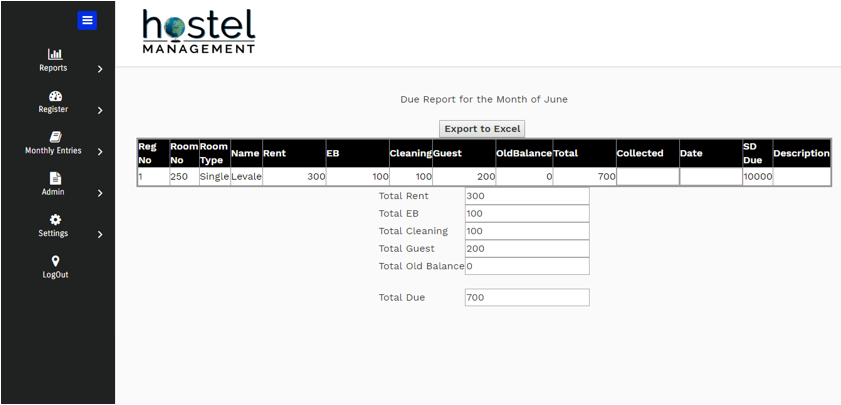 hostel
MANAGEMENT
Reports
Register
Monthly Entries
Admin
Settings
LogOut
Due Report for the Month of June
Export to Excel
Reg No Room No Room Type Name Rent EB Cleaning Guest OldBalance Total Collected Date SD Due Description
1 250 Single Levale 300 100 100 200 0 700 10000
Total Rent 300
Total EB 100
Total Cleaning 100
Total Guest 200
Total Old Balance 0
Total Due 700